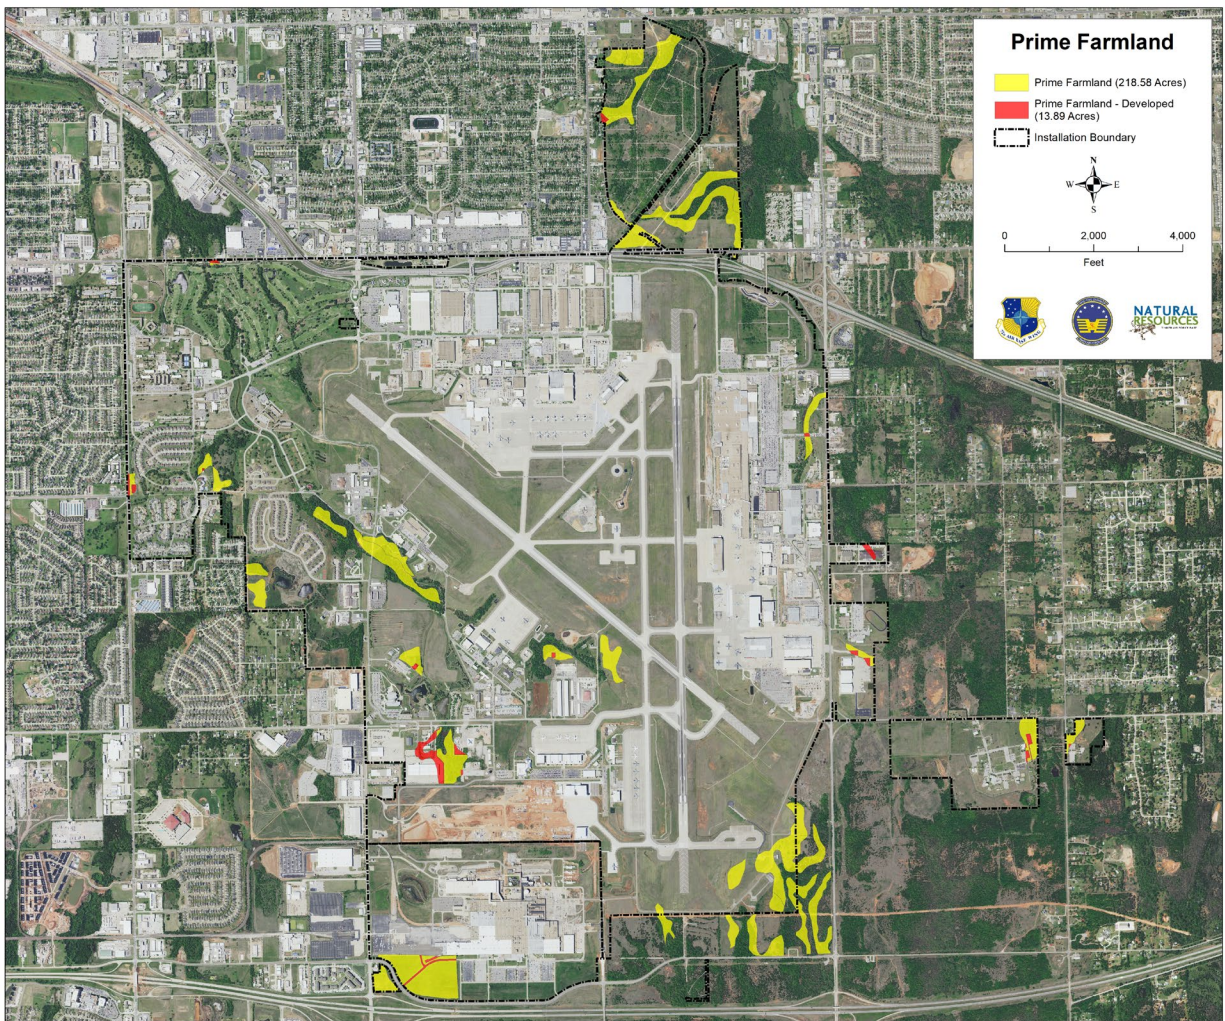 Prime Farmland
Prime Farmland (218.58 Acres)
Prime Farmland - Developed
(13.89 Acres)
Installation Boundary
N
W E
S
0 2,000 4,000
Feet
NATURAL
RESOURCES